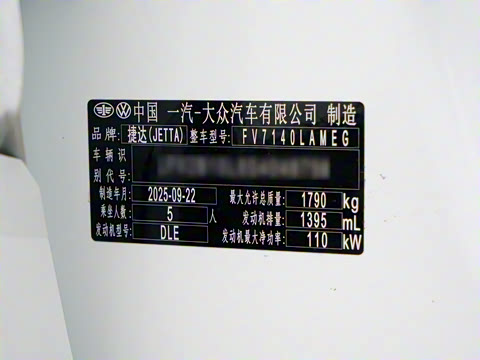 中国 一汽-大众汽车有限公司 制造
品牌: 捷达(JETTA) 整车型号: FV7140LAMEG
车辆识
别代号:
制造年月: 2025-09-22 最大允许总质量: 1790 kg
乘坐人数: 5 人 发动机排量: 1395 mL
发动机型号: DLE 发动机最大净功率: 110 kW